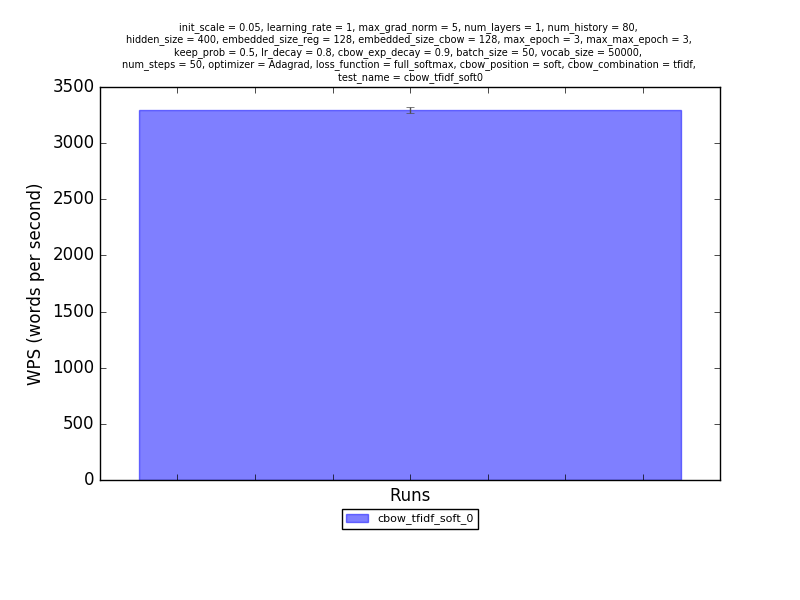 init_scale = 0.05, learning_rate = 1, max_grad_norm = 5, num_layers = 1, num_history = 80,
hidden_size = 400, embedded_size_reg = 128, embedded_size_cbow = 128, max_epoch = 3, max_max_epoch = 3,
keep_prob = 0.5, lr_decay = 0.8, cbow_exp_decay = 0.9, batch_size = 50, vocab_size = 50000,
num_steps = 50, optimizer = Adagrad, loss_function = full_softmax, cbow_position = soft, cbow_combination = tfidf,
test_name = cbow_tfidf_soft0
3500
3000
2500
2000
1500
1000
500
0
WPS (words per second)
Runs
cbow_tfidf_soft_0